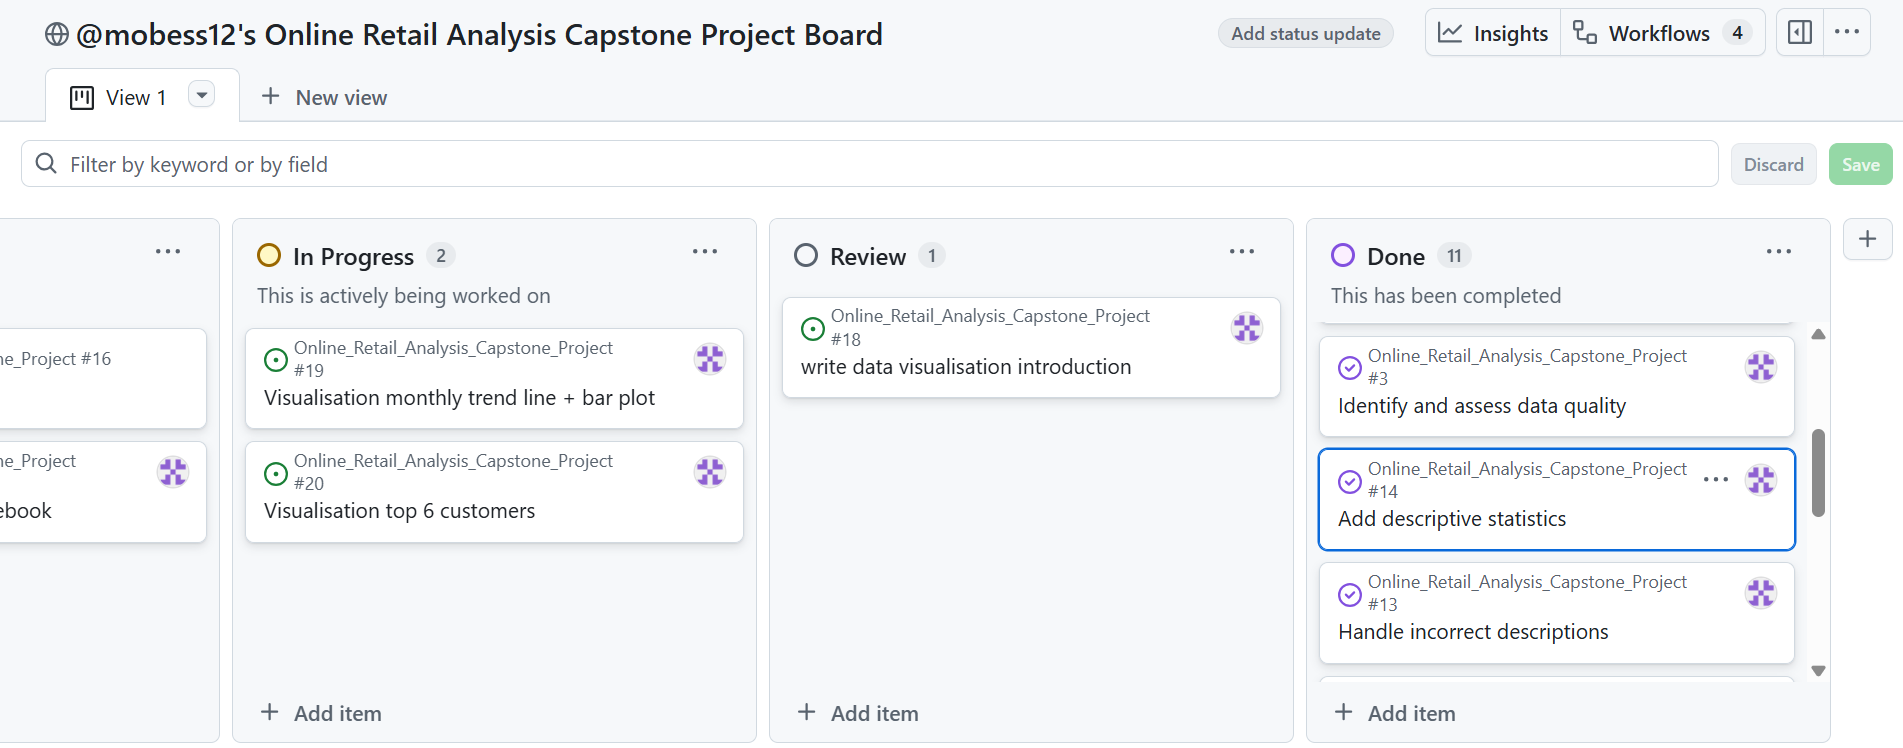 @mobess12's Online Retail Analysis Capstone Project Board
Add status update
Insights
Workflows 4
View 1
New view
Filter by keyword or by field
Discard
Save
ne_Project #16
ne_Project
ebook
In Progress 2
This is actively being worked on
Online_Retail_Analysis_Capstone_Project
#19
Visualisation monthly trend line + bar plot
Online_Retail_Analysis_Capstone_Project
#20
Visualisation top 6 customers
+ Add item
Review 1
Online_Retail_Analysis_Capstone_Project
#18
write data visualisation introduction
+ Add item
Done 11
This has been completed
Online_Retail_Analysis_Capstone_Project
#3
Identify and assess data quality
Online_Retail_Analysis_Capstone_Project
#14
Add descriptive statistics
Online_Retail_Analysis_Capstone_Project
#13
Handle incorrect descriptions
+ Add item